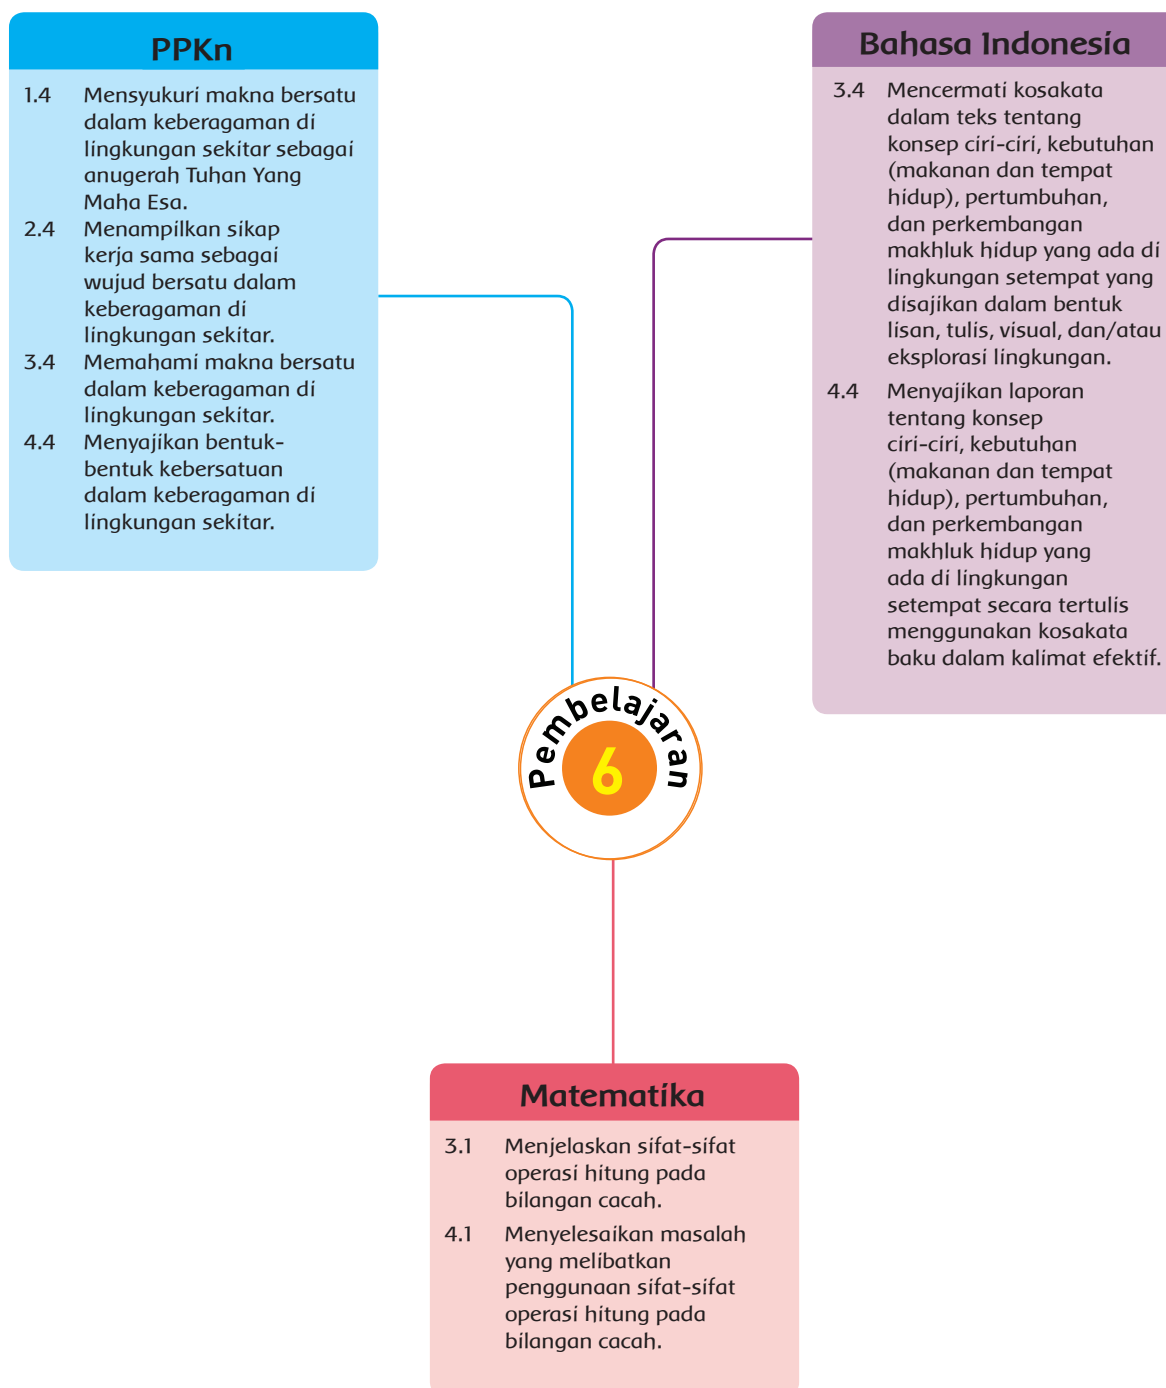 PPKn
1.4 Mensyukuri makna bersatu
dalam keberagaman di
lingkungan sekitar sebagai
anugerah Tuhan Yang
Maha Esa.
2.4 Menampilkan sikap
kerja sama sebagai
wujud bersatu dalam
keberagaman di
lingkungan sekitar.
3.4 Memahami makna bersatu
dalam keberagaman di
lingkungan sekitar.
4.4 Menyajikan bentuk-
bentuk kebersatuan
dalam keberagaman di
lingkungan sekitar.
Bahasa Indonesia
3.4 Mencermati kosakata
dalam teks tentang
konsep ciri-ciri, kebutuhan
(makanan dan tempat
hidup), pertumbuhan,
dan perkembangan
makhluk hidup yang ada di
lingkungan setempat yang
disajikan dalam bentuk
lisan, tulis, visual, dan/atau
eksplorasi lingkungan.
4.4 Menyajikan laporan
tentang konsep
ciri-ciri, kebutuhan
(makanan dan tempat
hidup), pertumbuhan,
dan perkembangan
makhluk hidup yang
ada di lingkungan
setempat secara tertulis
menggunakan kosakata
baku dalam kalimat efektif.
Pembelajaran
6
Matematika
3.1 Menjelaskan sifat-sifat
operasi hitung pada
bilangan cacah.
4.1 Menyelesaikan masalah
yang melibatkan
penggunaan sifat-sifat
operasi hitung pada
bilangan cacah.